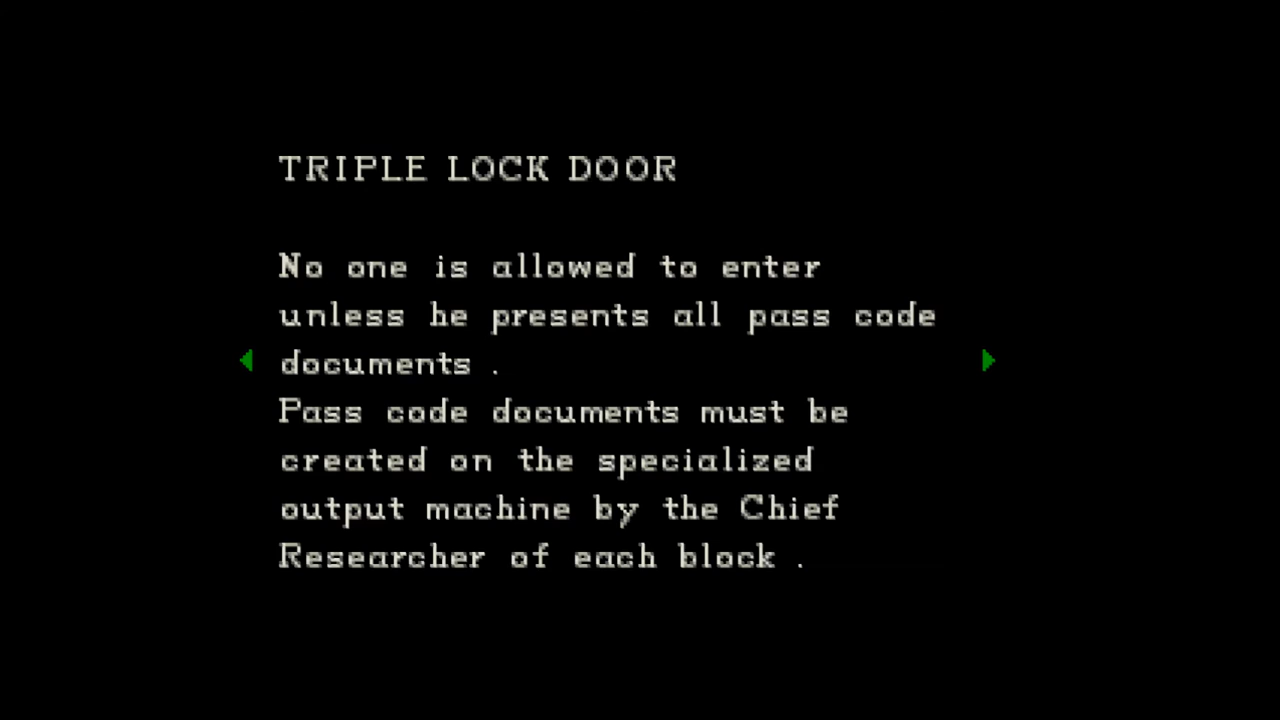 TRIPLE LOCK DOOR
No one is allowed to enter
unless he presents all pass code
documents .
Pass code documents must be
created on the specialized
output machine by the Chief
Researcher of each block .